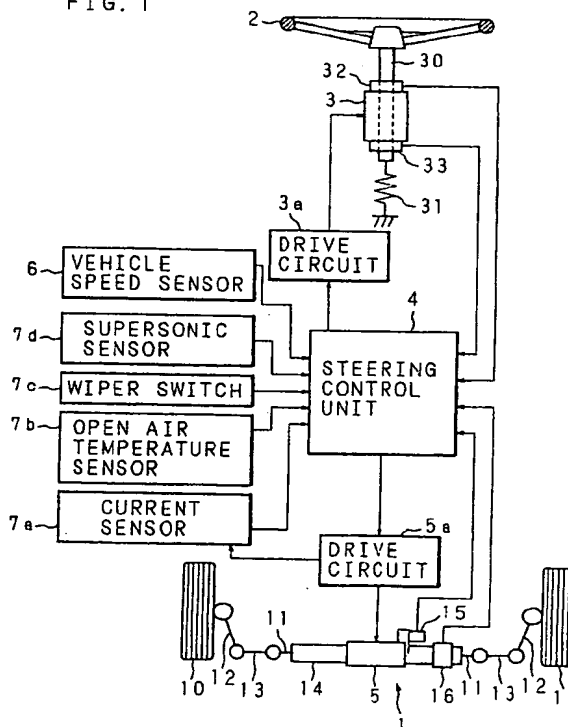 FIG. 1
2
30
32
3
33
31
3a
DRIVE
CIRCUIT
6
VEHICLE
SPEED SENSOR
4
7d
SUPERSONIC
SENSOR
STEERING
CONTROL
UNIT
7c
WIPER SWITCH
7b
OPEN AIR
TEMPERATURE
SENSOR
7a
CURRENT
SENSOR
5a
DRIVE
CIRCUIT
15
11
10
12
13
14
5
16
11
13
12
1
1